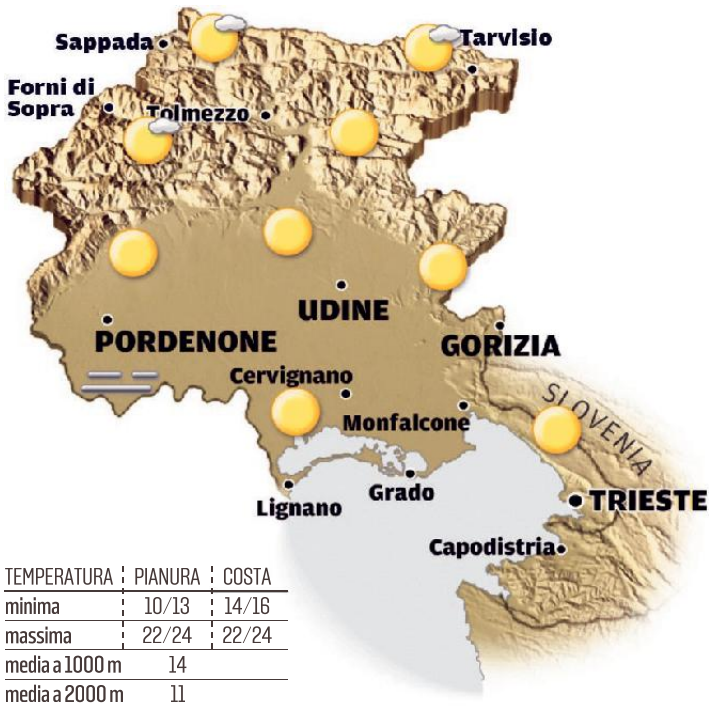 Sappada
Tarvisio
Forni di
Sopra
Tolmezzo
UDINE
PORDENONE
GORIZIA
Cervignano
SLOVENIA
Monfalcone
Grado
Lignano
TRIESTE
Capodistria
TEMPERATURA PIANURA COSTA
minima 10/13 14/16
massima 22/24 22/24
media a 1000 m 14
media a 2000 m 11